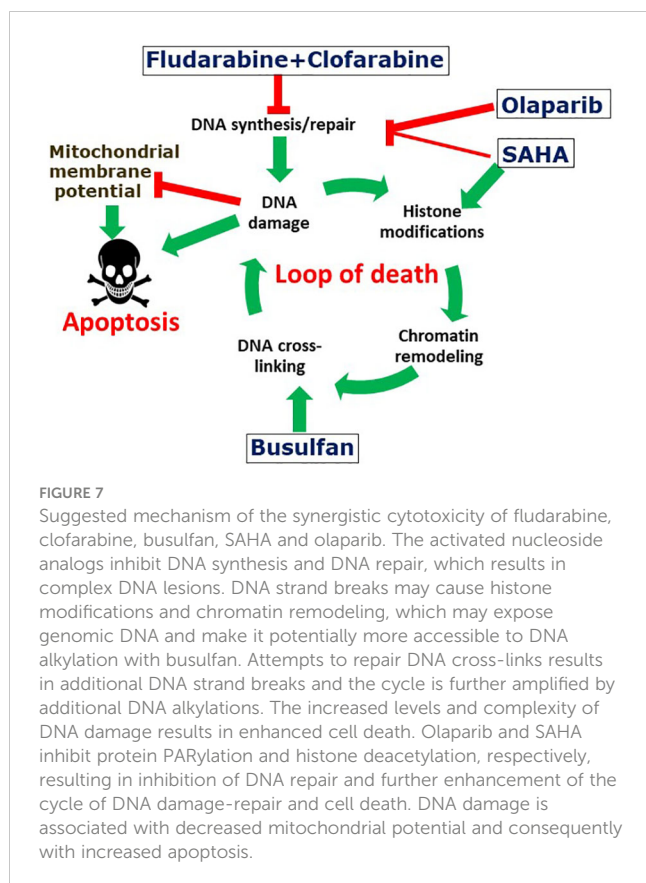 Fludarabine+Clofarabine
DNA synthesis/repair
Olaparib
SAHA
Mitochondrial
membrane
potential
DNA
damage
Histone
modifications
Loop of death
Apoptosis
DNA cross-
linking
Chromatin
remodeling
Busulfan
FIGURE 7
Suggested mechanism of the synergistic cytotoxicity of fludarabine,
clofarabine, busulfan, SAHA and olaparib. The activated nucleoside
analogs inhibit DNA synthesis and DNA repair, which results in
complex DNA lesions. DNA strand breaks may cause histone
modifications and chromatin remodeling, which may expose
genomic DNA and make it potentially more accessible to DNA
alkylation with busulfan. Attempts to repair DNA cross-links results
in additional DNA strand breaks and the cycle is further amplified by
additional DNA alkylations. The increased levels and complexity of
DNA damage results in enhanced cell death. Olaparib and SAHA
inhibit protein PARylation and histone deacetylation, respectively,
resulting in inhibition of DNA repair and further enhancement of the
cycle of DNA damage-repair and cell death. DNA damage is
associated with decreased mitochondrial potential and consequently
with increased apoptosis.